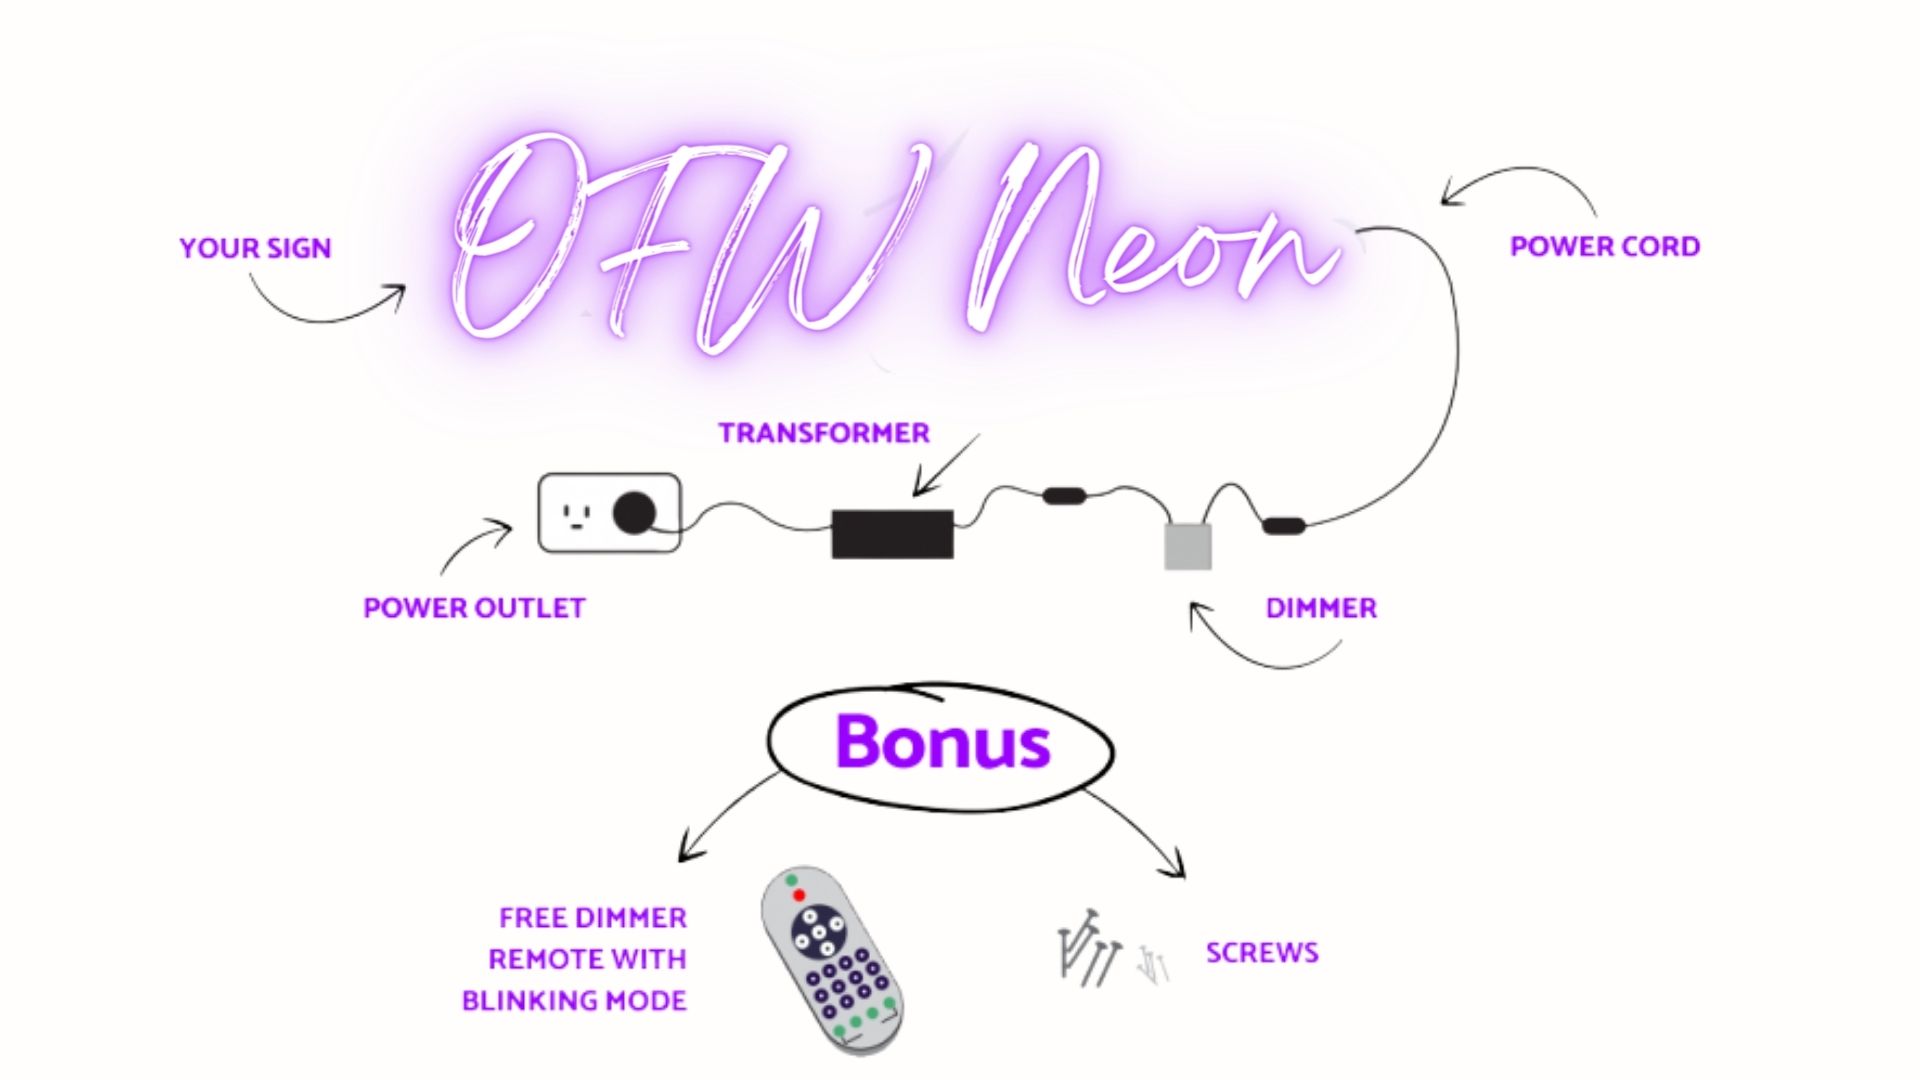 OFW Neon
YOUR SIGN
POWER CORD
TRANSFORMER
POWER OUTLET
DIMMER
Bonus
FREE DIMMER
REMOTE WITH
BLINKING MODE
SCREWS